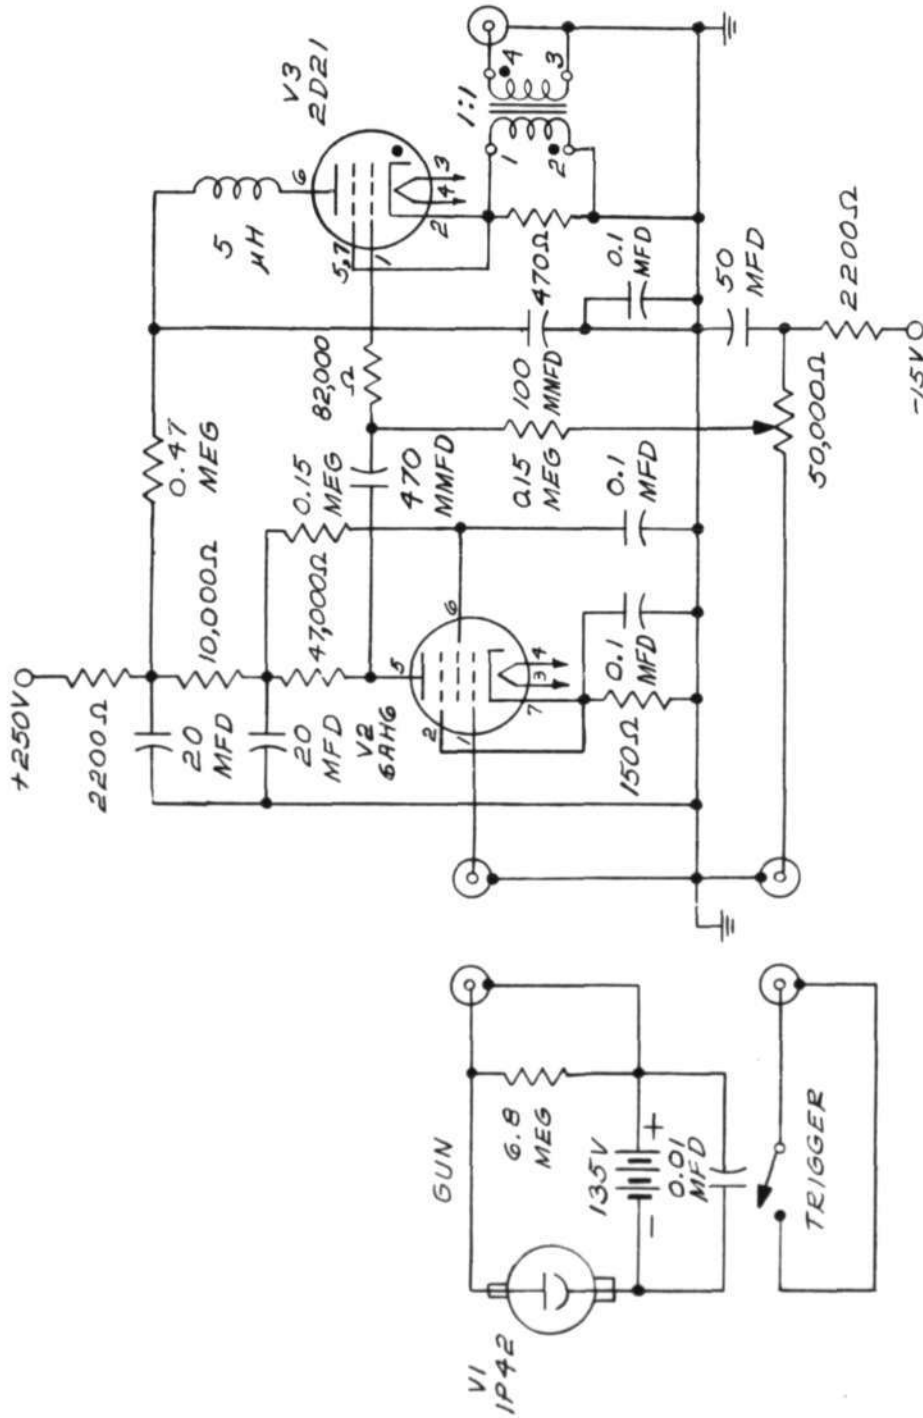 GUN
V1
1P42
6.8
MEG
135V
+
−
0.01
MFD
TRIGGER
+250V
2200Ω
20
MFD
10,000Ω
20
MFD
47,000Ω
0.15
MEG
0.47
MEG
V2
6AH6
5
2
1
6
7
3
4
150Ω
0.1
MFD
0.1
MFD
470
MMFD
82,000
Ω
0.15
MEG
100
MMFD
5
μH
V3
2D21
6
5,7
1
2
4
3
470Ω
0.1
MFD
1:1
1
2
4
3
50
MFD
50,000Ω
2200Ω
-15V